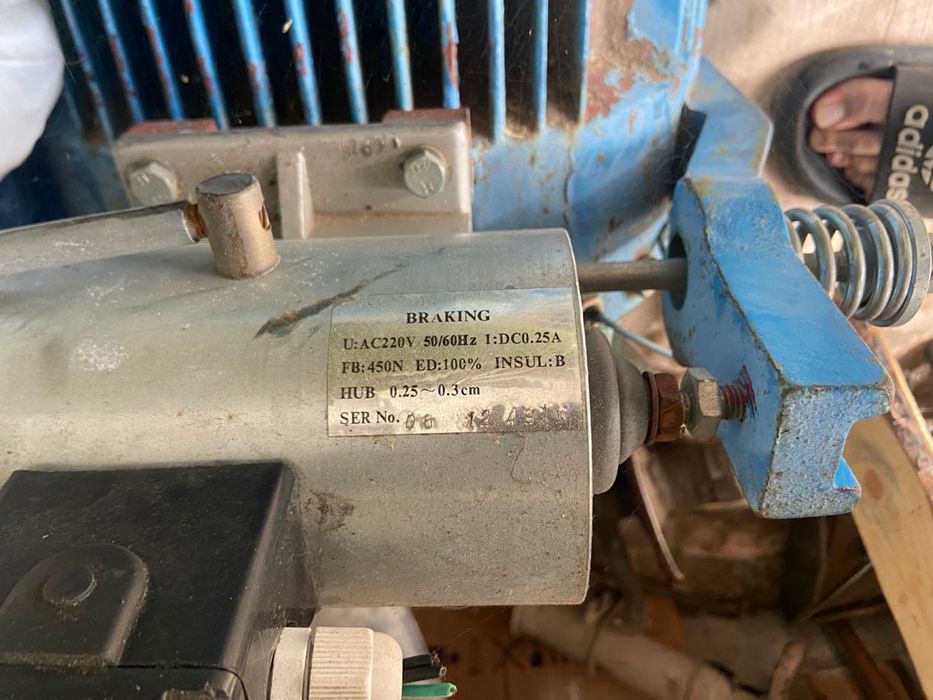 BRAKING
U:AC220V 50/60Hz I:DC0.25A
FB:450N ED:100% INSUL:B
HUB 0.25～0.3cm
SER No.
adidas